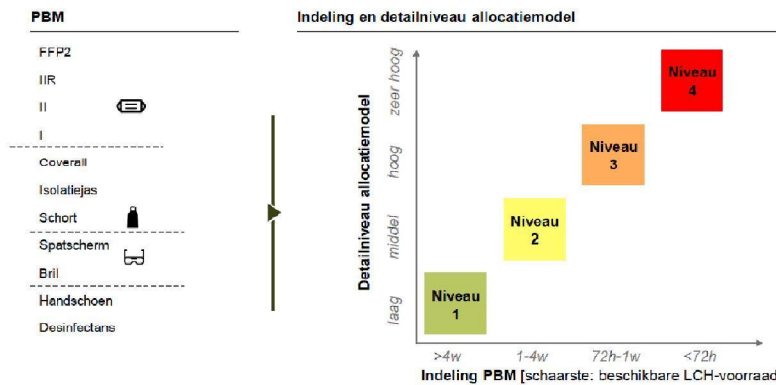 PBM
FFP2
IIR
II
I
Coverall
Isolatiejas
Schort
Spatscherm
Bril
Handschoen
Desinfectans
Indeling en detailniveau allocatiemodel
Detailniveau allocatiemodel
zeer hoog
hoog
middel
laag
Niveau
4
Niveau
3
Niveau
2
Niveau
1
>4w
1-4w
72h-1w
<72h
Indeling PBM [schaarste: beschikbare LCH-voorraad